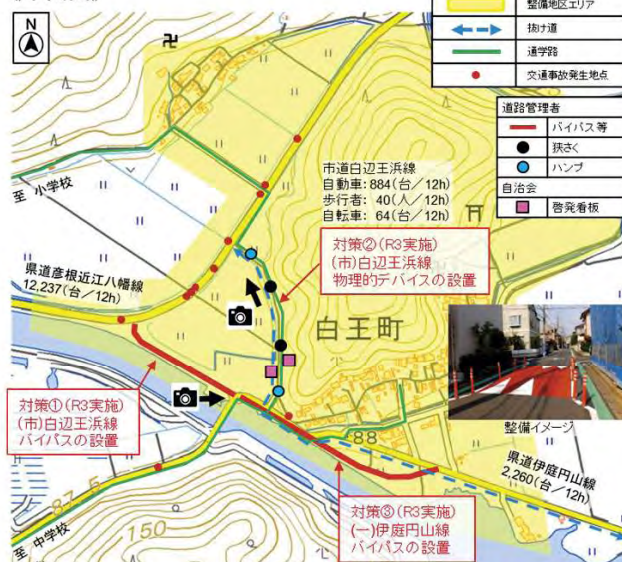 整備地区エリア
抜け道
通学路
交通事故発生地点
道路管理者
バイパス等
狭さく
ハンプ
自治会
啓発看板
N
至 小学校
市道白辺王浜線
自動車:884(台/12h)
歩行者: 40(人/12h)
自転車: 64(台/12h)
対策②(R3実施)
(市)白辺王浜線
物理的デバイスの設置
県道彦根近江八幡線
12,237(台/12h)
白王町
対策①(R3実施)
(市)白辺王浜線
バイパスの設置
整備イメージ
88
県道伊庭円山線
2,260(台/12h)
87.5
対策③(R3実施)
(一)伊庭円山線
バイパスの設置
150
至 中学校